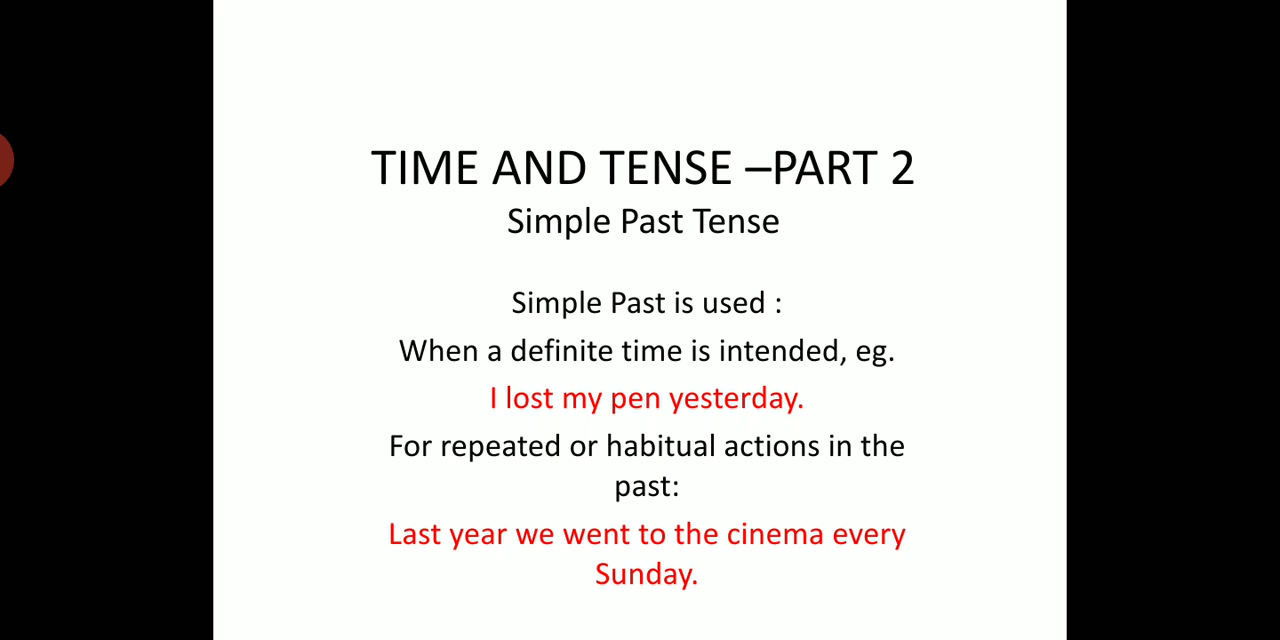 TIME AND TENSE –PART 2
Simple Past Tense
Simple Past is used :
When a definite time is intended, eg.
I lost my pen yesterday.
For repeated or habitual actions in the
past:
Last year we went to the cinema every
Sunday.